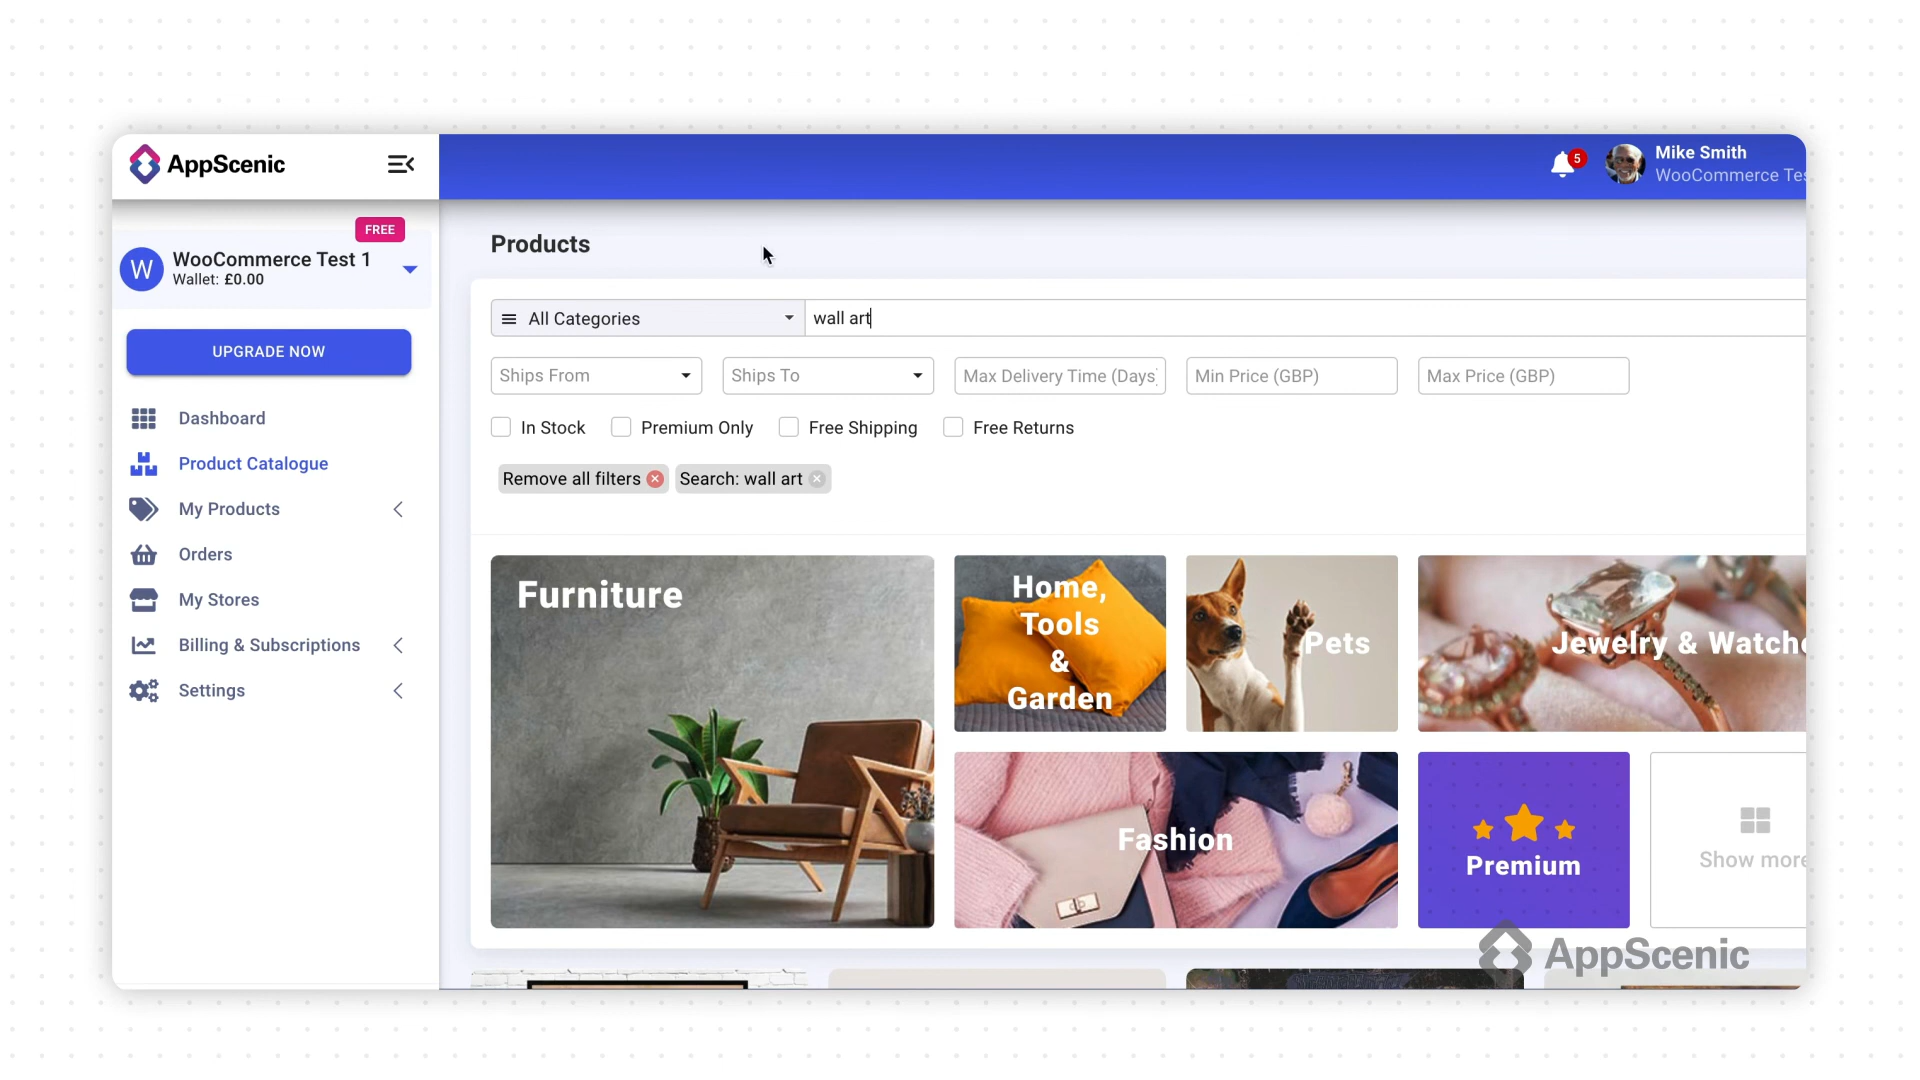 AppScenic
5
Mike Smith
WooCommerce Tes
FREE
W
WooCommerce Test 1
Wallet: £0.00
UPGRADE NOW
Dashboard
Product Catalogue
My Products
Orders
My Stores
Billing & Subscriptions
Settings
Products
All Categories
wall art
Ships From
Ships To
Max Delivery Time (Days)
Min Price (GBP)
Max Price (GBP)
In Stock
Premium Only
Free Shipping
Free Returns
Remove all filters
Search: wall art
Furniture
Home,
Tools
&
Garden
Pets
Jewelry & Watche
Fashion
Premium
Show more
AppScenic